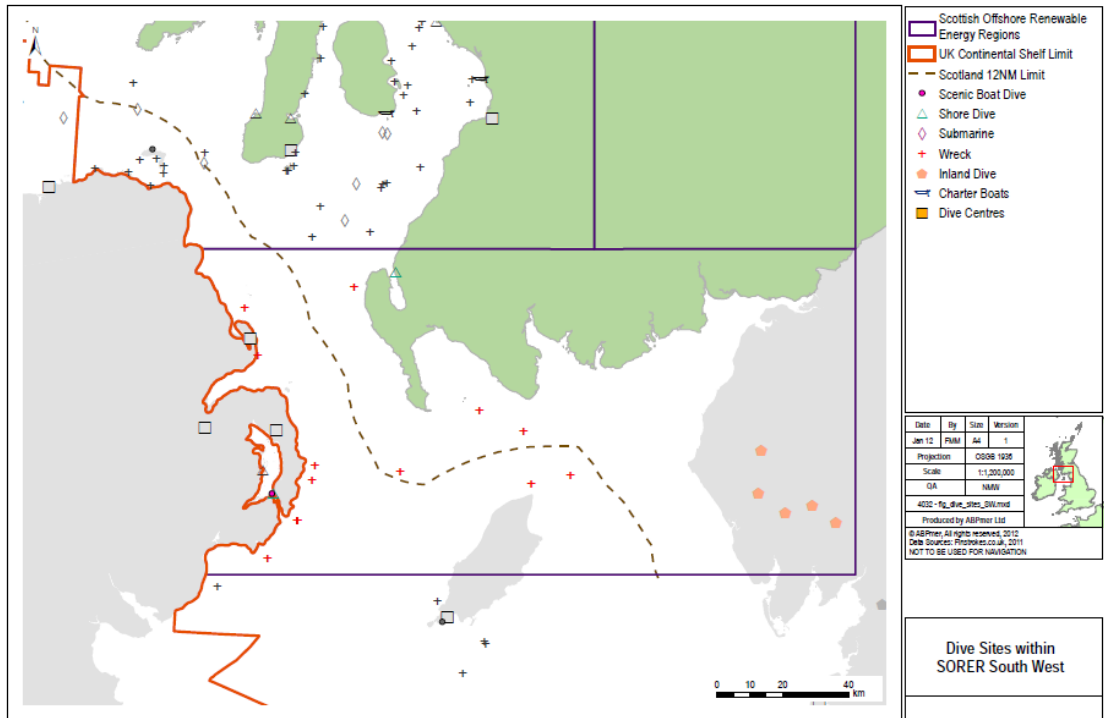 N
Scottish Offshore Renewable
Energy Regions
UK Continental Shelf Limit
Scotland 12NM Limit
Scenic Boat Dive
Shore Dive
Submarine
Wreck
Inland Dive
Charter Boats
Dive Centres
Date By Size Version
Jan 12 FMM A4 1
Projection OSGB 1936
Scale 1:1,200,000
QA NMW
4032 - fig_dive_sites_SW.mxd
Produced by ABPmer Ltd
© ABPmer, All rights reserved, 2012
Data Sources: Finstrokes.co.uk, 2011
NOT TO BE USED FOR NAVIGATION
0 10 20 40
km
Dive Sites within
SORER South West